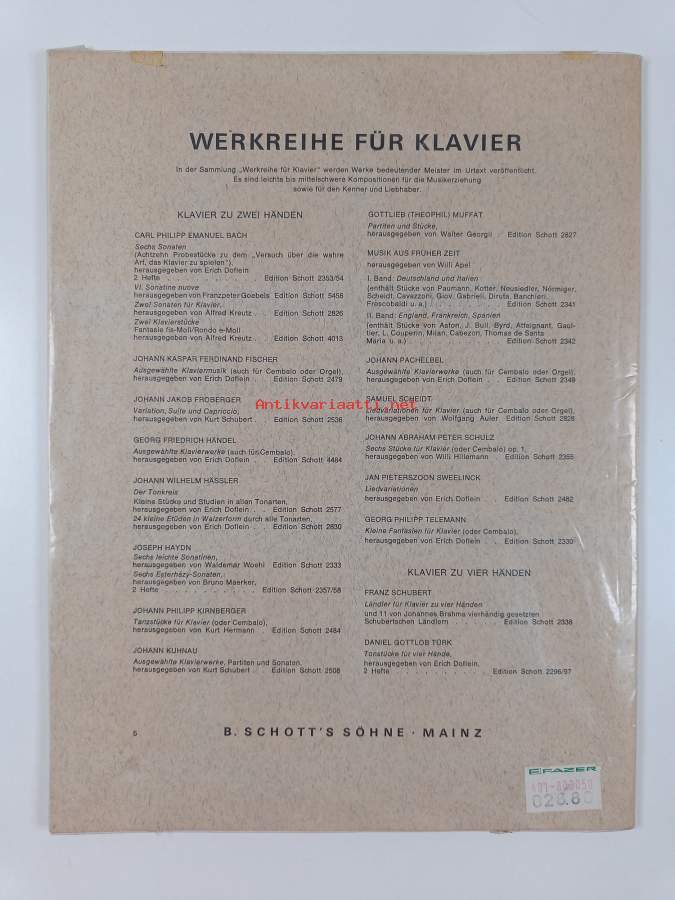 WERKREIHE FÜR KLAVIER
In der Sammlung „Werkreihe für Klavier" werden Werke bedeutender Meister im Urtext veröffentlicht.
Es sind leichte bis mittelschwere Kompositionen für die Musikerziehung
sowie für den Kenner und Liebhaber.
KLAVIER ZU ZWEI HÄNDEN
CARL PHILIPP EMANUEL BACH
Sechs Sonaten
(Achtzehn Probestücke zu dem „Versuch über die wahre
Art, das Klavier zu spielen"),
herausgegeben von Erich Doflein
2 Hefte . . . . . . . . . . Edition Schott 2353/54
VI. Sonatine nuove
herausgegeben von Franzpeter Goebels Edition Schott 5458
Zwei Sonaten für Klavier,
herausgegeben von Alfred Kreutz . . Edition Schott 2826
Zwei Klavierstücke
Fantasie fis-Moll/Rondo e-Moll
herausgegeben von Alfred Kreutz . . Edition Schott 4013
JOHANN KASPAR FERDINAND FISCHER
Ausgewählte Klaviermusik (auch für Cembalo oder Orgel),
herausgegeben von Erich Doflein . . Edition Schott 2479
JOHANN JAKOB FROBERGER
Variation, Suite und Capriccio,
herausgegeben von Kurt Schubert . . Edition Schott 2536
GEORG FRIEDRICH HÄNDEL
Ausgewählte Klavierwerke (auch für Cembalo),
herausgegeben von Erich Doflein . . Edition Schott 4484
JOHANN WILHELM HÄSSLER
Der Tonkreis
Kleine Stücke und Studien in allen Tonarten,
herausgegeben von Erich Doflein . . Edition Schott 2577
24 kleine Etüden in Walzerform durch alle Tonarten,
herausgegeben von Erich Doflein . . Edition Schott 2830
JOSEPH HAYDN
Sechs leichte Sonatinen,
herausgegeben von Waldemar Woehl Edition Schott 2333
Sechs Esterházy-Sonaten,
herausgegeben von Bruno Maerker,
2 Hefte . . . . . . . . . . Edition Schott 2357/58
JOHANN PHILIPP KIRNBERGER
Tanzstücke für Klavier (oder Cembalo),
herausgegeben von Kurt Hermann . Edition Schott 2484
JOHANN KUHNAU
Ausgewählte Klavierwerke, Partiten und Sonaten,
herausgegeben von Kurt Schubert . . Edition Schott 2508
GOTTLIEB (THEOPHIL) MUFFAT
Partiten und Stücke,
herausgegeben von Walter Georgii . Edition Schott 2827
MUSIK AUS FRÜHER ZEIT
herausgegeben von Willi Apel
I. Band: Deutschland und Italien
(enthält Stücke von Paumann, Kotter, Neusiedler, Nörmiger,
Scheidt, Cavazzoni, Giov. Gabrieli, Diruta, Banchieri,
Frescobaldi u. a.) . . . . . . . Edition Schott 2341
II. Band: England, Frankreich, Spanien
(enthält Stücke von Aston, J. Bull, Byrd, Attaignant, Gaul-
tier, L. Couperin, Milan, Cabezon, Thomas de Santa
Maria u. a.) . . . . . . . . . Edition Schott 2342
JOHANN PACHELBEL
Ausgewählte Klavierwerke (auch für Cembalo oder Orgel),
herausgegeben von Erich Doflein . . Edition Schott 2349
SAMUEL SCHEIDT
Antikvariaatti.net
Liedvariationen für Klavier (auch für Cembalo oder Orgel),
herausgegeben von Wolfgang Auler Edition Schott 2828
JOHANN ABRAHAM PETER SCHULZ
Sechs Stücke für Klavier (oder Cembalo) op. 1,
herausgegeben von Willi Hillemann Edition Schott 2355
JAN PIETERSZOON SWEELINCK
Liedvariationen
herausgegeben von Erich Doflein . . Edition Schott 2482
GEORG PHILIPP TELEMANN
Kleine Fantasien für Klavier (oder Cembalo),
herausgegeben von Erich Doflein . . Edition Schott 2330
KLAVIER ZU VIER HÄNDEN
FRANZ SCHUBERT
Ländler für Klavier zu vier Händen
und 11 von Johannes Brahms vierhändig gesetzten
Schubertschen Ländlern . . . . . Edition Schott 2338
DANIEL GOTTLOB TÜRK
Tonstücke für vier Hände,
herausgegeben von Erich Doflein,
2 Hefte . . . . . . . . . . Edition Schott 2296/97
5
B. SCHOTT'S SÖHNE · MAINZ
FAZER
028.60